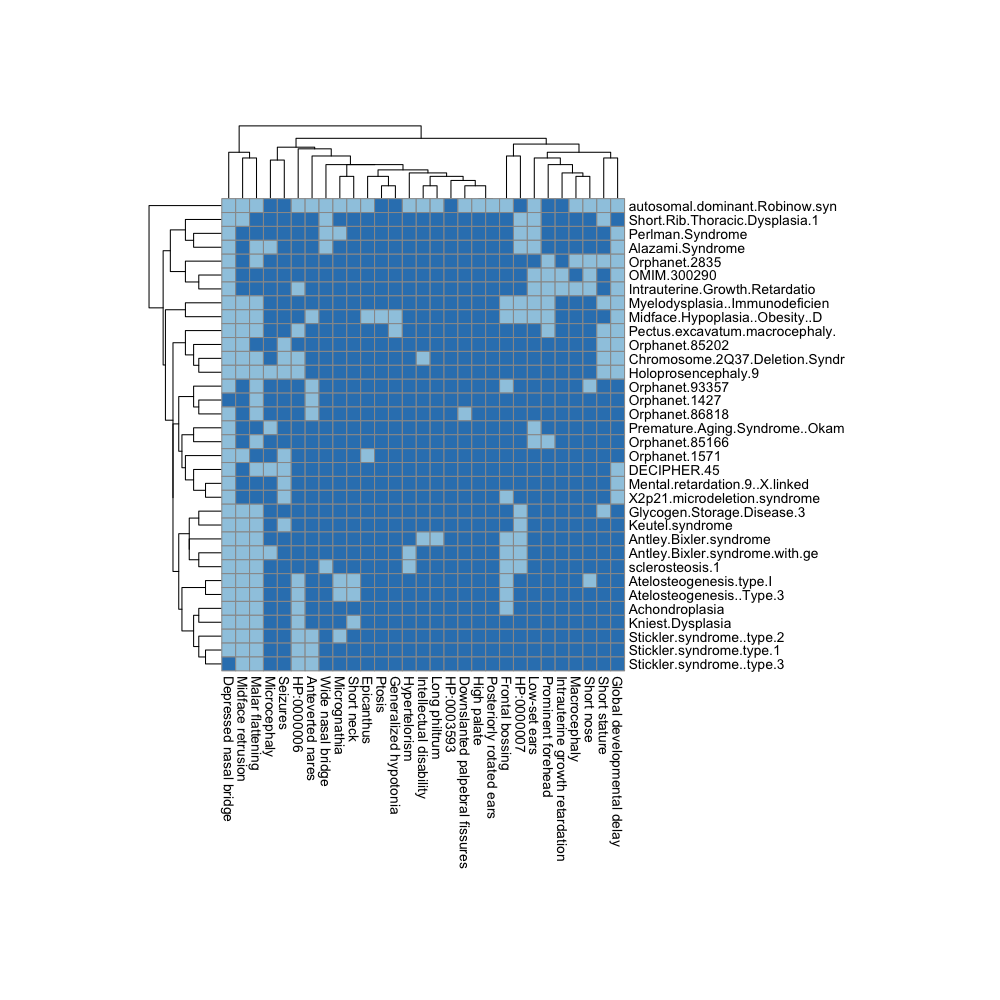 autosomal.dominant.Robinow.syn
Short.Rib.Thoracic.Dysplasia.1
Perlman.Syndrome
Alazami.Syndrome
Orphanet.2835
OMIM.300290
Intrauterine.Growth.Retardatio
Myelodysplasia..Immunodeficien
Midface.Hypoplasia..Obesity..D
Pectus.excavatum.macrocephaly.
Orphanet.85202
Chromosome.2Q37.Deletion.Syndr
Holoprosencephaly.9
Orphanet.93357
Orphanet.1427
Orphanet.86818
Premature.Aging.Syndrome..Okam
Orphanet.85166
Orphanet.1571
DECIPHER.45
Mental.retardation.9..X.linked
X2p21.microdeletion.syndrome
Glycogen.Storage.Disease.3
Keutel.syndrome
Antley.Bixler.syndrome
Antley.Bixler.syndrome.with.ge
sclerosteosis.1
Atelosteogenesis.type.I
Atelosteogenesis..Type.3
Achondroplasia
Kniest.Dysplasia
Stickler.syndrome..type.2
Stickler.syndrome.type.1
Stickler.syndrome..type.3
Depressed nasal bridge
Midface retrusion
Malar flattening
Microcephaly
Seizures
HP:0000006
Anteverted nares
Wide nasal bridge
Micrognathia
Short neck
Epicanthus
Ptosis
Generalized hypotonia
Hypertelorism
Intellectual disability
Long philtrum
HP:0003593
Downslanted palpebral fissures
High palate
Posteriorly rotated ears
Frontal bossing
HP:0000007
Low-set ears
Prominent forehead
Intrauterine growth retardation
Macrocephaly
Short nose
Short stature
Global developmental delay